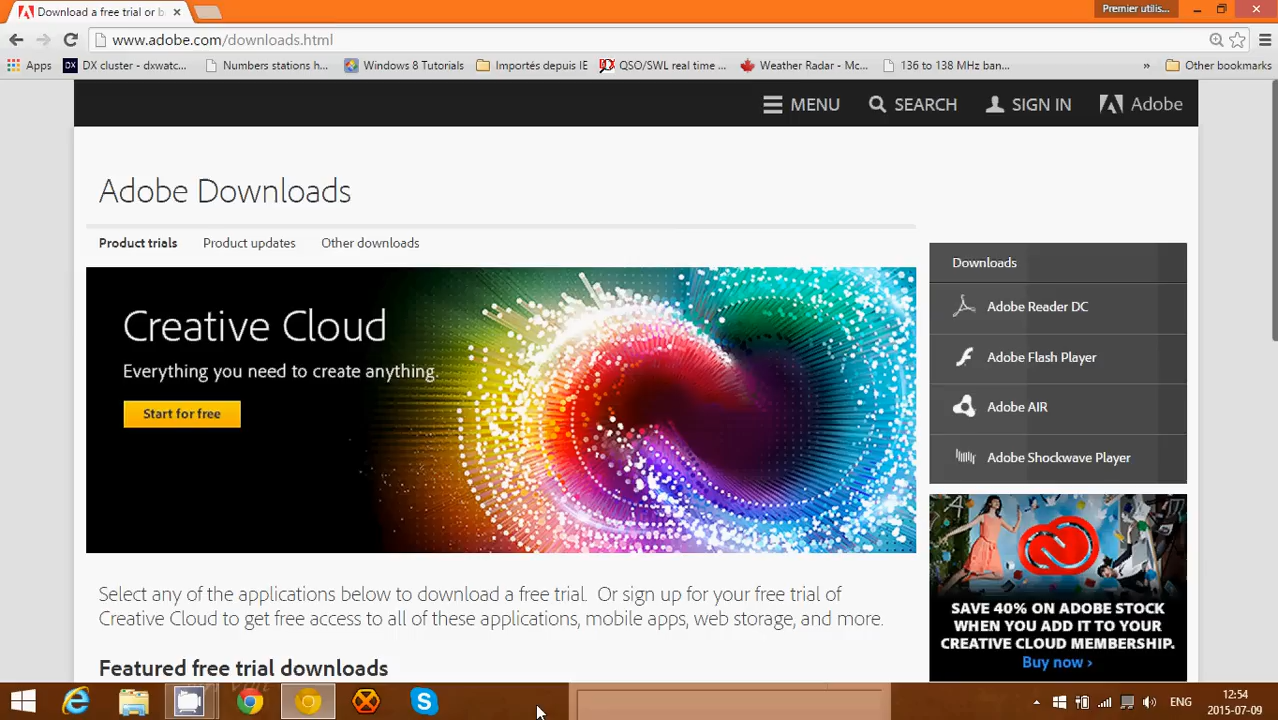 Download a free trial or b
Premier utilis...
www.adobe.com/downloads.html
Apps
DX cluster - dxwatc...
Numbers stations h...
Windows 8 Tutorials
Importés depuis IE
QSO/SWL real time ...
Weather Radar - Mc...
136 to 138 MHz ban...
»
Other bookmarks
MENU
SEARCH
SIGN IN
Adobe
Adobe Downloads
Product trials
Product updates
Other downloads
Creative Cloud
Everything you need to create anything.
Start for free
Downloads
Adobe Reader DC
Adobe Flash Player
Adobe AIR
Adobe Shockwave Player
SAVE 40% ON ADOBE STOCK
WHEN YOU ADD IT TO YOUR
CREATIVE CLOUD MEMBERSHIP.
Buy now ›
Select any of the applications below to download a free trial. Or sign up for your free trial of
Creative Cloud to get free access to all of these applications, mobile apps, web storage, and more.
Featured free trial downloads
ENG
12:54
2015-07-09